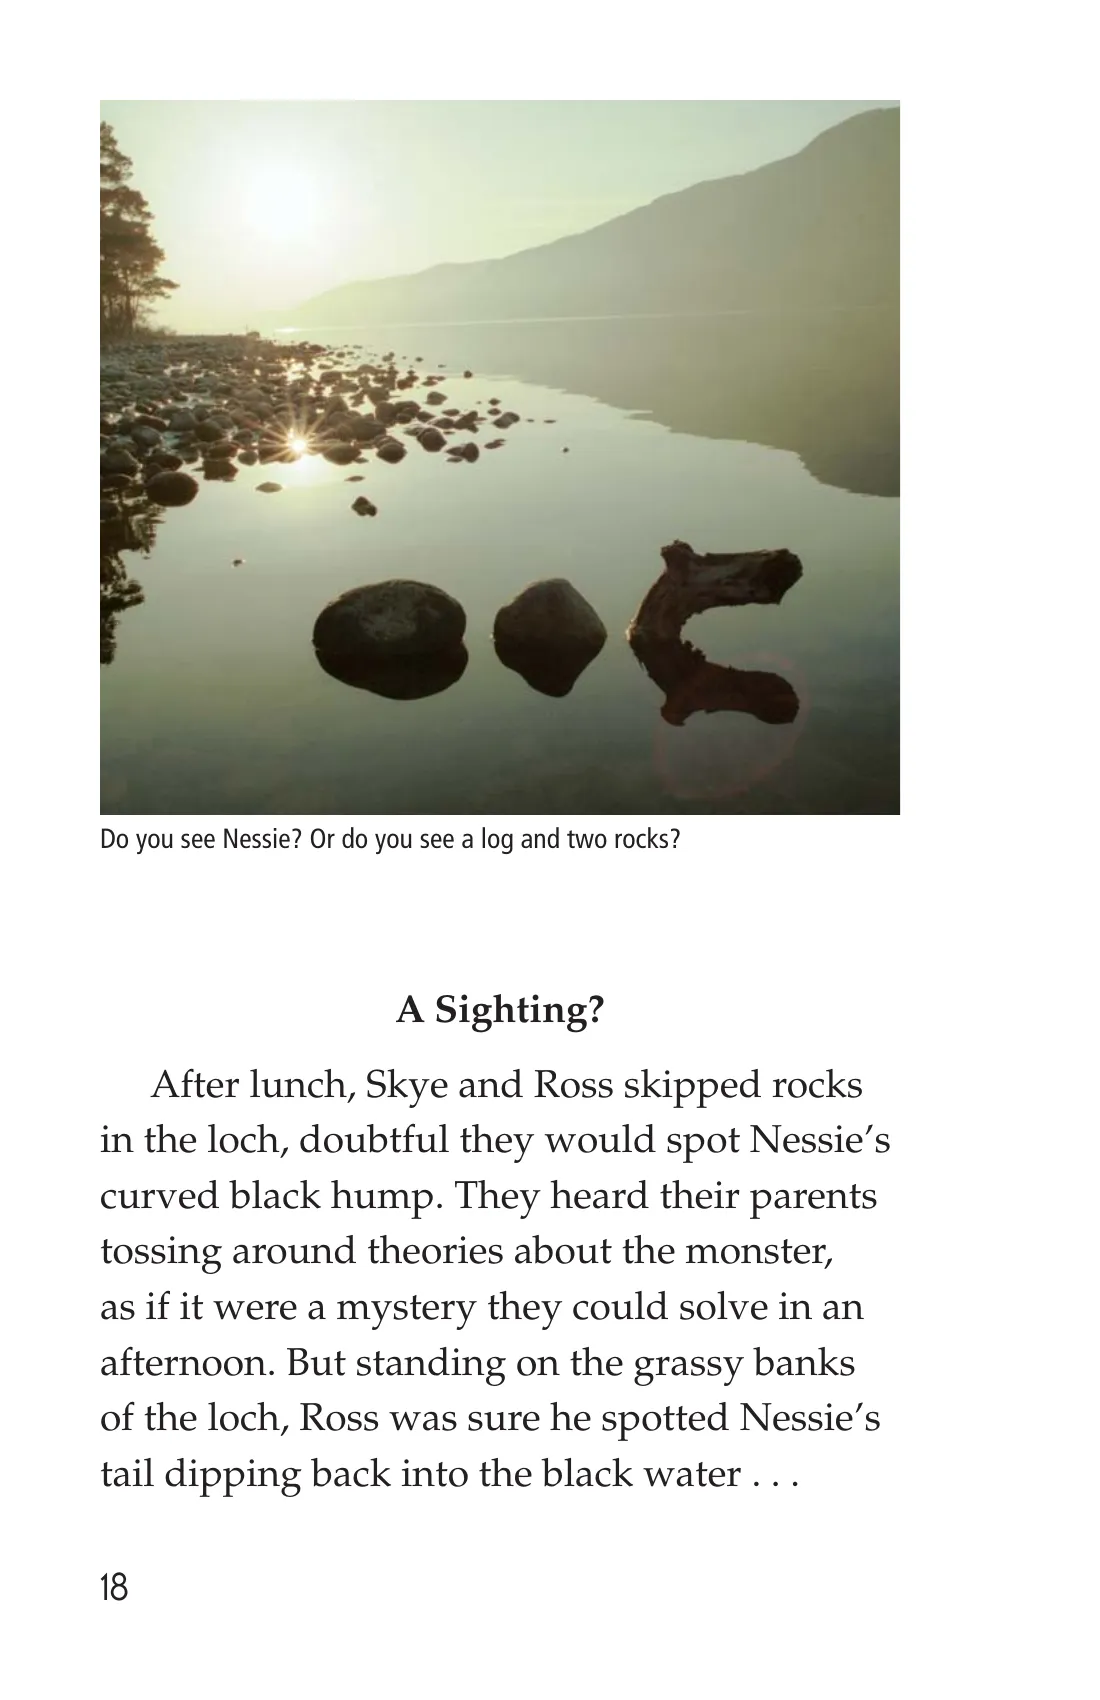 Do you see Nessie? Or do you see a log and two rocks?
A Sighting?
After lunch, Skye and Ross skipped rocks
in the loch, doubtful they would spot Nessie’s
curved black hump. They heard their parents
tossing around theories about the monster,
as if it were a mystery they could solve in an
afternoon. But standing on the grassy banks
of the loch, Ross was sure he spotted Nessie’s
tail dipping back into the black water . . .
18